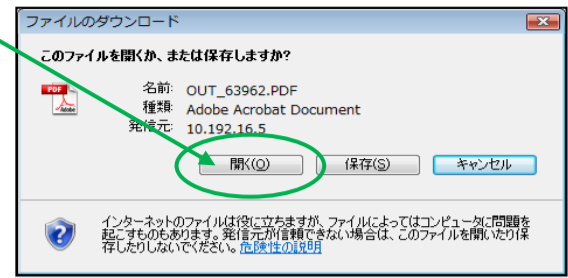 ファイルのダウンロード
このファイルを開くか、または保存しますか?
PDF
Adobe
名前: OUT_63962.PDF
種類: Adobe Acrobat Document
発信元: 10.192.16.5
開く(O) 保存(S) キャンセル
インターネットのファイルは役に立ちますが、ファイルによってはコンピュータに問題を
起こすものもあります。発信元が信頼できない場合は、このファイルを開いたり保
存したりしないでください。危険性の説明